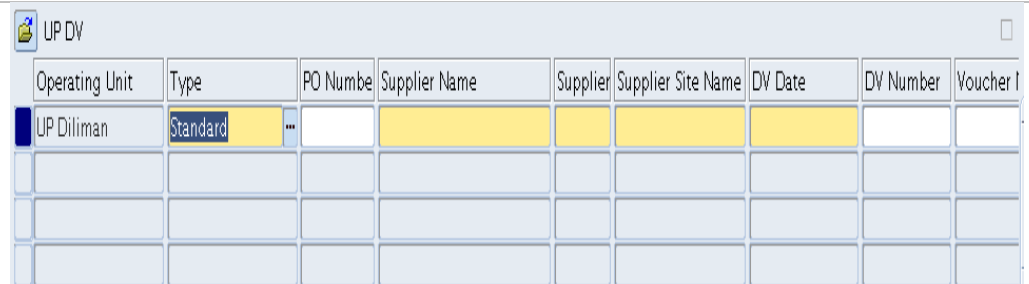 UP DV
Operating Unit Type PO Numbe Supplier Name Supplier Supplier Site Name DV Date DV Number Voucher
UP Diliman Standard ...